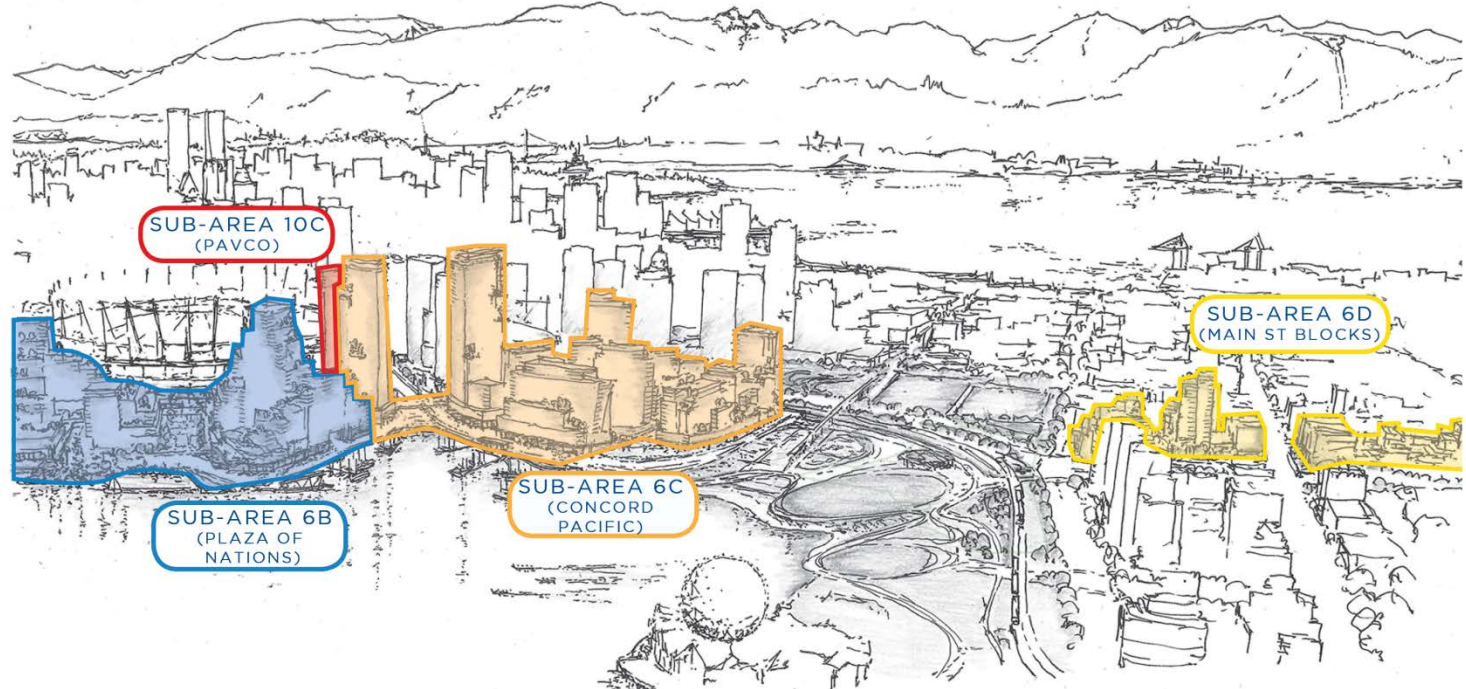 SUB-AREA 10C
(PAVCO)
SUB-AREA 6D
(MAIN ST BLOCKS)
SUB-AREA 6C
(CONCORD
PACIFIC)
SUB-AREA 6B
(PLAZA OF
NATIONS)